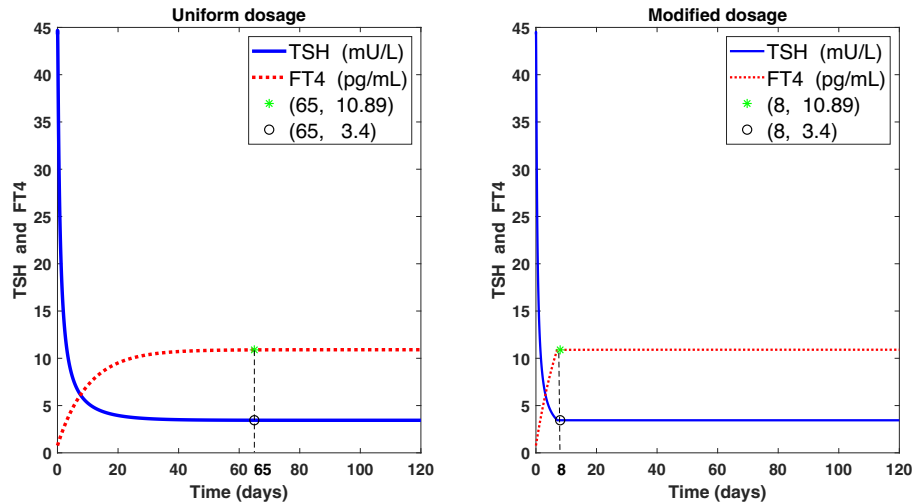 Uniform dosage
TSH and FT4
45
40
35
30
25
20
15
10
5
0
TSH (mU/L)
FT4 (pg/mL)
(65, 10.89)
(65, 3.4)
0 20 40 60 65 80 100 120
Time (days)
Modified dosage
TSH and FT4
45
40
35
30
25
20
15
10
5
0
TSH (mU/L)
FT4 (pg/mL)
(8, 10.89)
(8, 3.4)
0 8 20 40 60 80 100 120
Time (days)